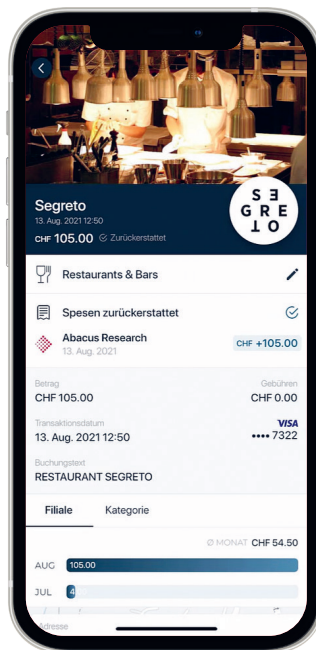 Segreto
13. Aug. 2021 12:50
CHF 105.00 Zurückerstattet
SE
GRE
TO
Restaurants & Bars
Spesen zurückerstattet
Abacus Research
13. Aug. 2021
CHF +105.00
Betrag
Gebühren
CHF 105.00
CHF 0.00
Transaktionsdatum
VISA
13. Aug. 2021 12:50
•••• 7322
Buchungstext
RESTAURANT SEGRETO
Filiale
Kategorie
Ø MONAT CHF 54.50
AUG
105.00
JUL
4
Adresse